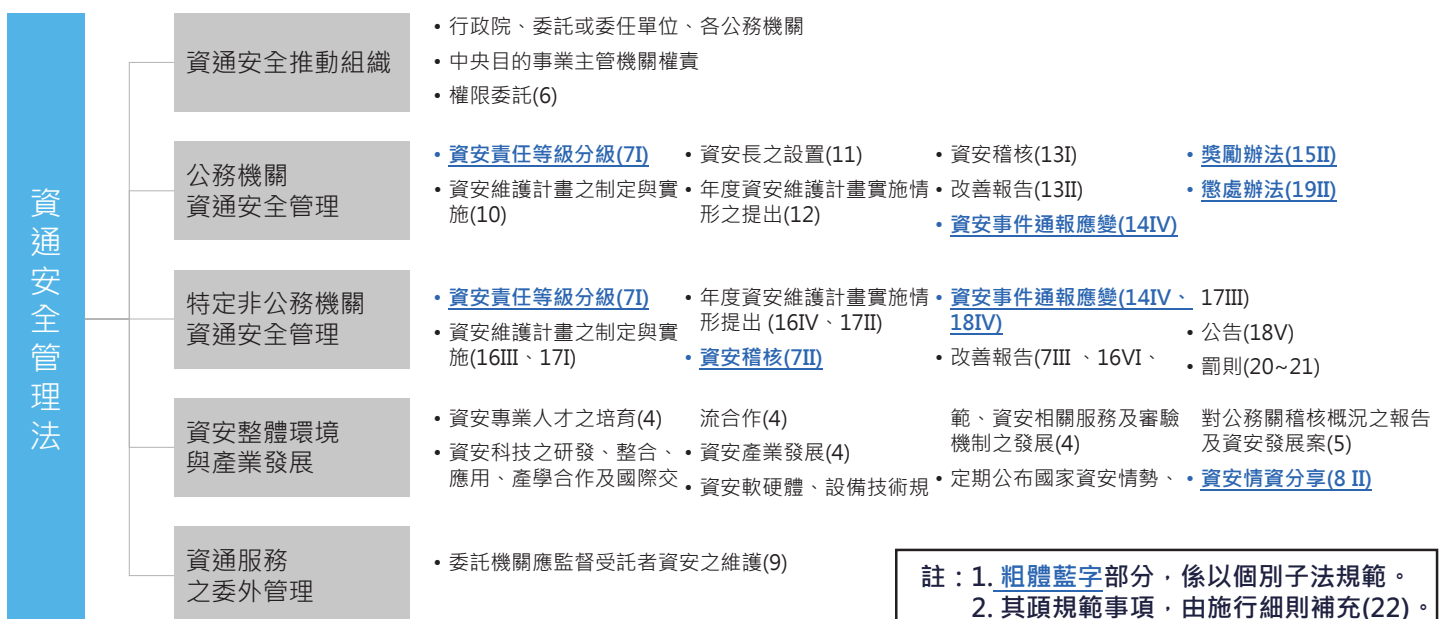 資通安全管理法
資通安全推動組織
• 行政院、委託或委任單位、各公務機關
• 中央目的事業主管機關權責
• 權限委託(6)
公務機關
資通安全管理
• 資安責任等級分級(7I)
• 資安維護計畫之制定與實
施(10)
• 資安長之設置(11)
• 年度資安維護計畫實施情
形之提出(12)
• 資安稽核(13I)
• 改善報告(13II)
• 資安事件通報應變(14IV)
• 獎勵辦法(15II)
• 懲處辦法(19II)
特定非公務機關
資通安全管理
• 資安責任等級分級(7I)
• 資安維護計畫之制定與實
施(16III、17I)
• 年度資安維護計畫實施情
形提出 (16IV、17II)
• 資安稽核(7II)
• 資安事件通報應變(14IV、
18IV)
• 改善報告(7III 、16VI、
17III)
• 公告(18V)
• 罰則(20~21)
資安整體環境
與產業發展
• 資安專業人才之培育(4)
• 資安科技之研發、整合、
應用、產學合作及國際交
流合作(4)
• 資安產業發展(4)
• 資安軟硬體、設備技術規
範、資安相關服務及審驗
機制之發展(4)
• 定期公布國家資安情勢、
對公務關稽核概況之報告
及資安發展案(5)
• 資安情資分享(8 II)
資通服務
之委外管理
• 委託機關應監督受託者資安之維護(9)
註：1. 粗體藍字部分，係以個別子法規範。
2. 其頭規範事項，由施行細則補充(22)。